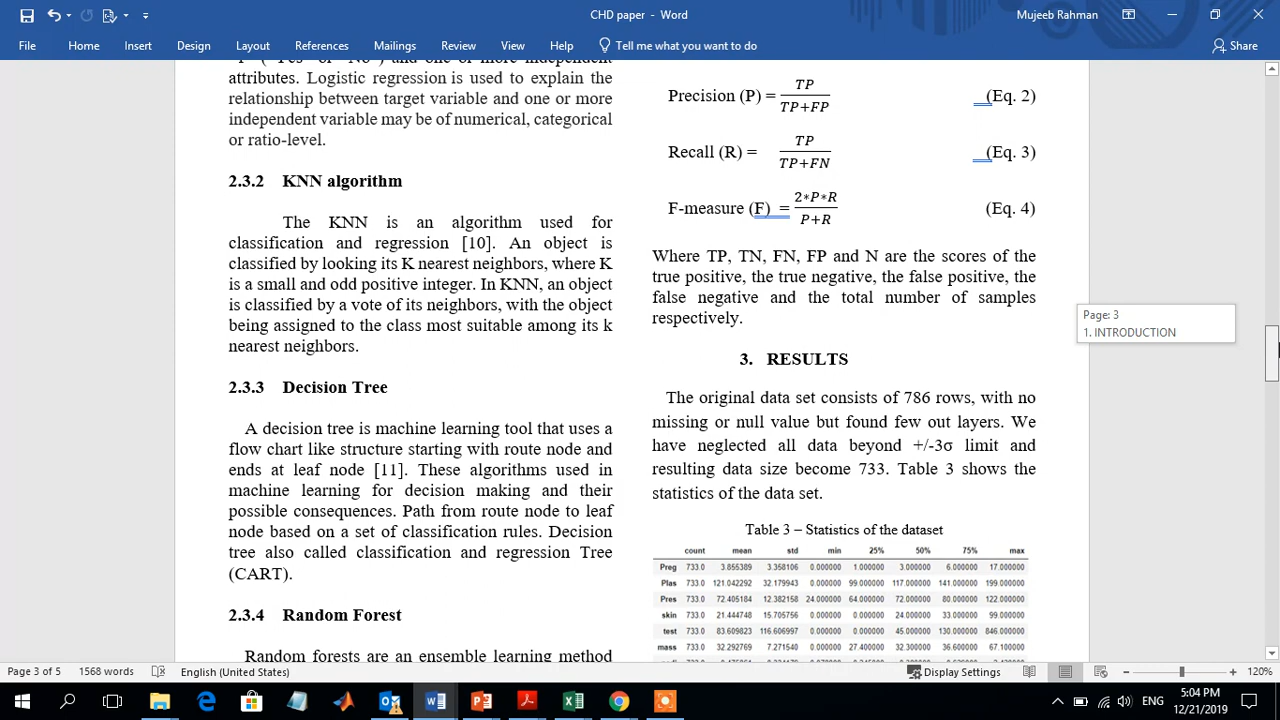 CHD paper - Word
Mujeeb Rahman
File Home Insert Design Layout References Mailings Review View Help Tell me what you want to do Share
attributes. Logistic regression is used to explain the
relationship between target variable and one or more
independent variable may be of numerical, categorical
or ratio-level.
2.3.2 KNN algorithm
The KNN is an algorithm used for
classification and regression [10]. An object is
classified by looking its K nearest neighbors, where K
is a small and odd positive integer. In KNN, an object
is classified by a vote of its neighbors, with the object
being assigned to the class most suitable among its k
nearest neighbors.
2.3.3 Decision Tree
A decision tree is machine learning tool that uses a
flow chart like structure starting with route node and
ends at leaf node [11]. These algorithms used in
machine learning for decision making and their
possible consequences. Path from route node to leaf
node based on a set of classification rules. Decision
tree also called classification and regression Tree
(CART).
2.3.4 Random Forest
Random forests are an ensemble learning method
Precision (P) = TP / TP+FP (Eq. 2)
Recall (R) = TP / TP+FN (Eq. 3)
F-measure (F) = 2*P*R / P+R (Eq. 4)
Where TP, TN, FN, FP and N are the scores of the
true positive, the true negative, the false positive, the
false negative and the total number of samples
respectively.
3. RESULTS
The original data set consists of 786 rows, with no
missing or null value but found few out layers. We
have neglected all data beyond +/-3σ limit and
resulting data size become 733. Table 3 shows the
statistics of the data set.
Table 3 – Statistics of the dataset
count mean std min 25% 50% 75% max
Preg 733.0 3.855389 3.358106 0.000000 1.000000 3.000000 6.000000 17.000000
Plas 733.0 121.042292 32.179943 0.000000 99.000000 117.000000 141.000000 199.000000
Pres 733.0 72.405184 12.382158 24.000000 64.000000 72.000000 80.000000 122.000000
skin 733.0 21.444748 15.705756 0.000000 0.000000 24.000000 33.000000 99.000000
test 733.0 83.609823 116.606997 0.000000 0.000000 45.000000 130.000000 846.000000
mass 733.0 32.292769 7.271540 0.000000 27.400000 32.300000 36.600000 67.100000
Page: 3
1. INTRODUCTION
Page 3 of 5 1568 words English (United States) Display Settings 120%
ENG
5:04 PM
12/21/2019